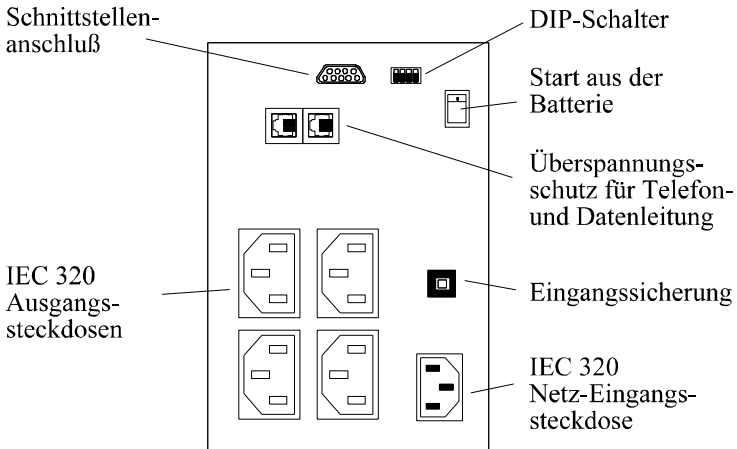 Schnittstellen-
anschluß
DIP-Schalter
Start aus der
Batterie
Überspannungs-
schutz für Telefon-
und Datenleitung
IEC 320
Ausgangs-
steckdosen
Eingangssicherung
IEC 320
Netz-Eingangs-
steckdose